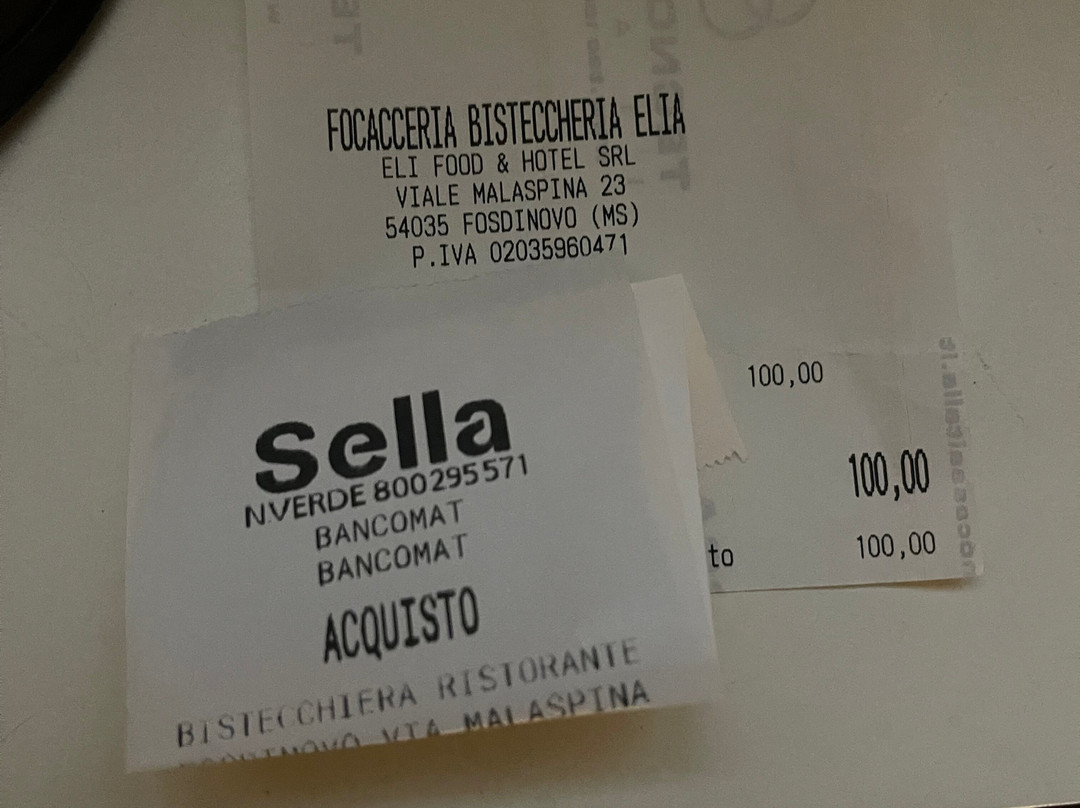 FOCACCERIA BISTECCHERIA ELIA
ELI FOOD & HOTEL SRL
VIALE MALASPINA 23
54035 FOSDINOVO (MS)
P.IVA 02035960471
100,00
100,00
to 100,00
Sella
N.VERDE 800295571
BANCOMAT
BANCOMAT
ACQUISTO
BISTECCHIERA RISTORANTE
VIA MALASPINA